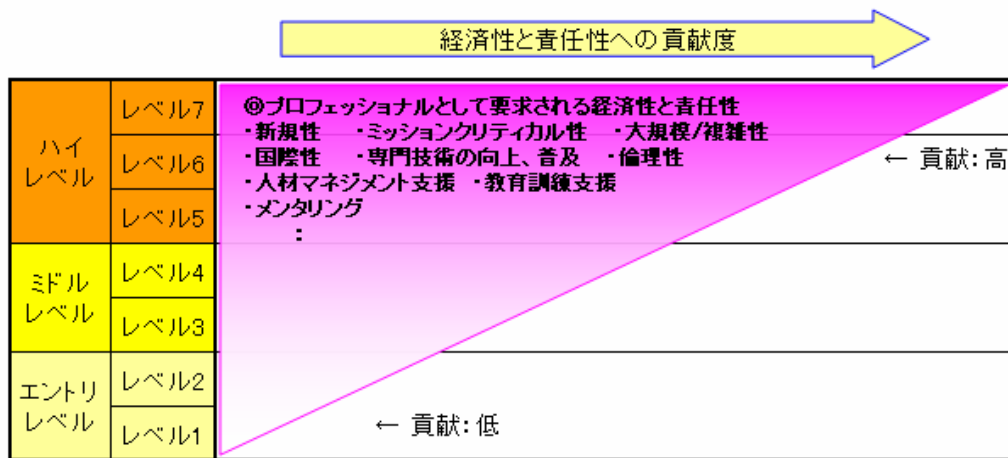 経済性と責任性への貢献度
ハイ
レベル
レベル7
レベル6
レベル5
◎プロフェッショナルとして要求される経済性と責任性
・新規性 ・ミッションクリティカル性 ・大規模/複雑性
・国際性 ・専門技術の向上、普及 ・倫理性
・人材マネジメント支援 ・教育訓練支援
・メンタリング
：
← 貢献：高
ミドル
レベル
レベル4
レベル3
エントリ
レベル
レベル2
レベル1
← 貢献：低